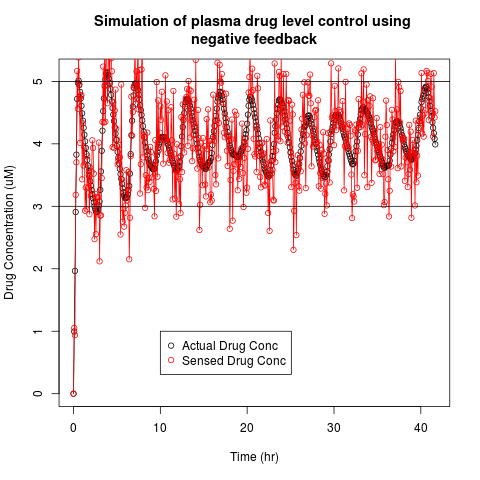 Simulation of plasma drug level control using
negative feedback
Drug Concentration (uM)
5
4
3
2
1
0
Actual Drug Conc
Sensed Drug Conc
0 10 20 30 40
Time (hr)